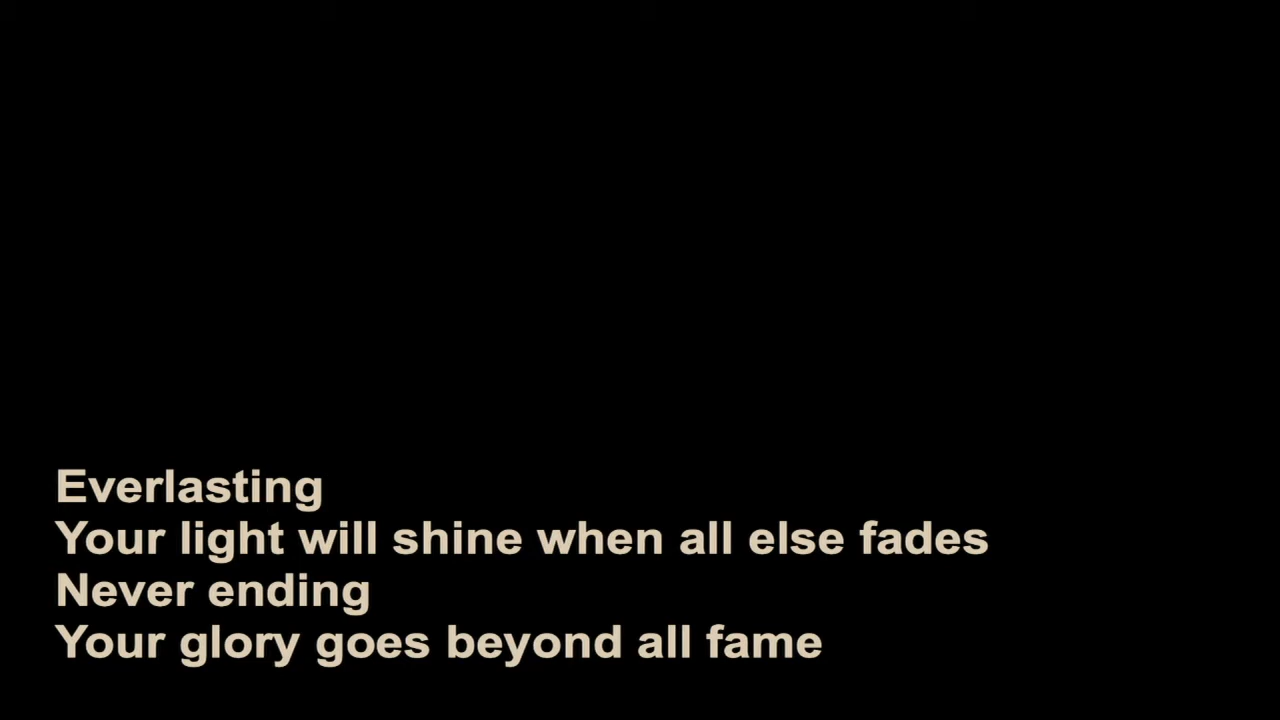 Everlasting
Your light will shine when all else fades
Never ending
Your glory goes beyond all fame